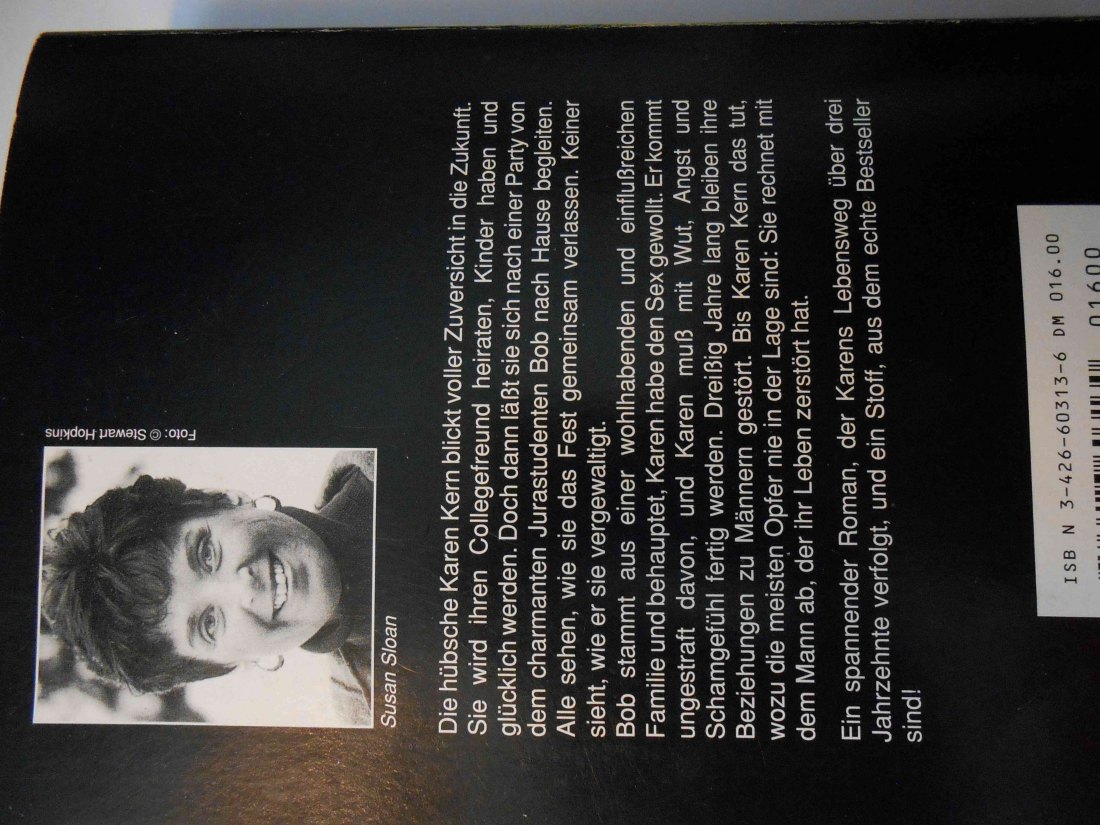 Foto: © Stewart Hopkins
Susan Sloan
Die hübsche Karen Kern blickt voller Zuversicht in die Zukunft.
Sie wird ihren Collegefreund heiraten, Kinder haben und
glücklich werden. Doch dann läßt sie sich nach einer Party von
dem charmanten Jurastudenten Bob nach Hause begleiten.
Alle sehen, wie sie das Fest gemeinsam verlassen. Keiner
sieht, wie er sie vergewaltigt.
Bob stammt aus einer wohlhabenden und einflußreichen
Familie und behauptet, Karen habe den Sex gewollt. Er kommt
ungestraft davon, und Karen muß mit Wut, Angst und
Schamgefühl fertig werden. Dreißig Jahre lang bleiben ihre
Beziehungen zu Männern gestört. Bis Karen Kern das tut,
wozu die meisten Opfer nie in der Lage sind: Sie rechnet mit
dem Mann ab, der ihr Leben zerstört hat.
Ein spannender Roman, der Karens Lebensweg über drei
Jahrzehnte verfolgt, und ein Stoff, aus dem echte Bestseller
sind!
ISB N 3-426-60313-6 DM 016.00
01600